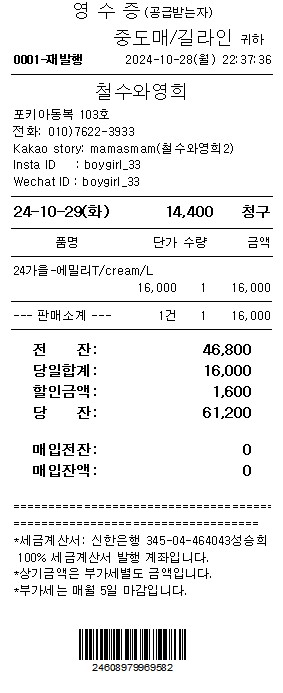 영 수 증 (공급받는자)
중도매/길라인 귀하
0001-재발행 2024-10-28(월) 22:37:36
철수와영희
포키아동복 103호
전화: 010)7622-3933
Kakao story: mamasmam(철수와영희2)
Insta ID : boygirl_33
Wechat ID : boygirl_33
24-10-29(화) 14,400 청구
품명 단가 수량 금액
24가을-에밀리T/cream/L
16,000 1 16,000
--- 판매소계 --- 1건 1 16,000
전 잔: 46,800
당일합계: 16,000
할인금액: 1,600
당 잔: 61,200
매입전잔: 0
매입잔액: 0
======================================
====================================
*세금계산서: 신한은행 345-04-464043성승희
100% 세금계산서 발행 계좌입니다.
*상기금액은 부가세별도 금액입니다.
*부가세는 매월 5일 마감입니다.
24608979969582